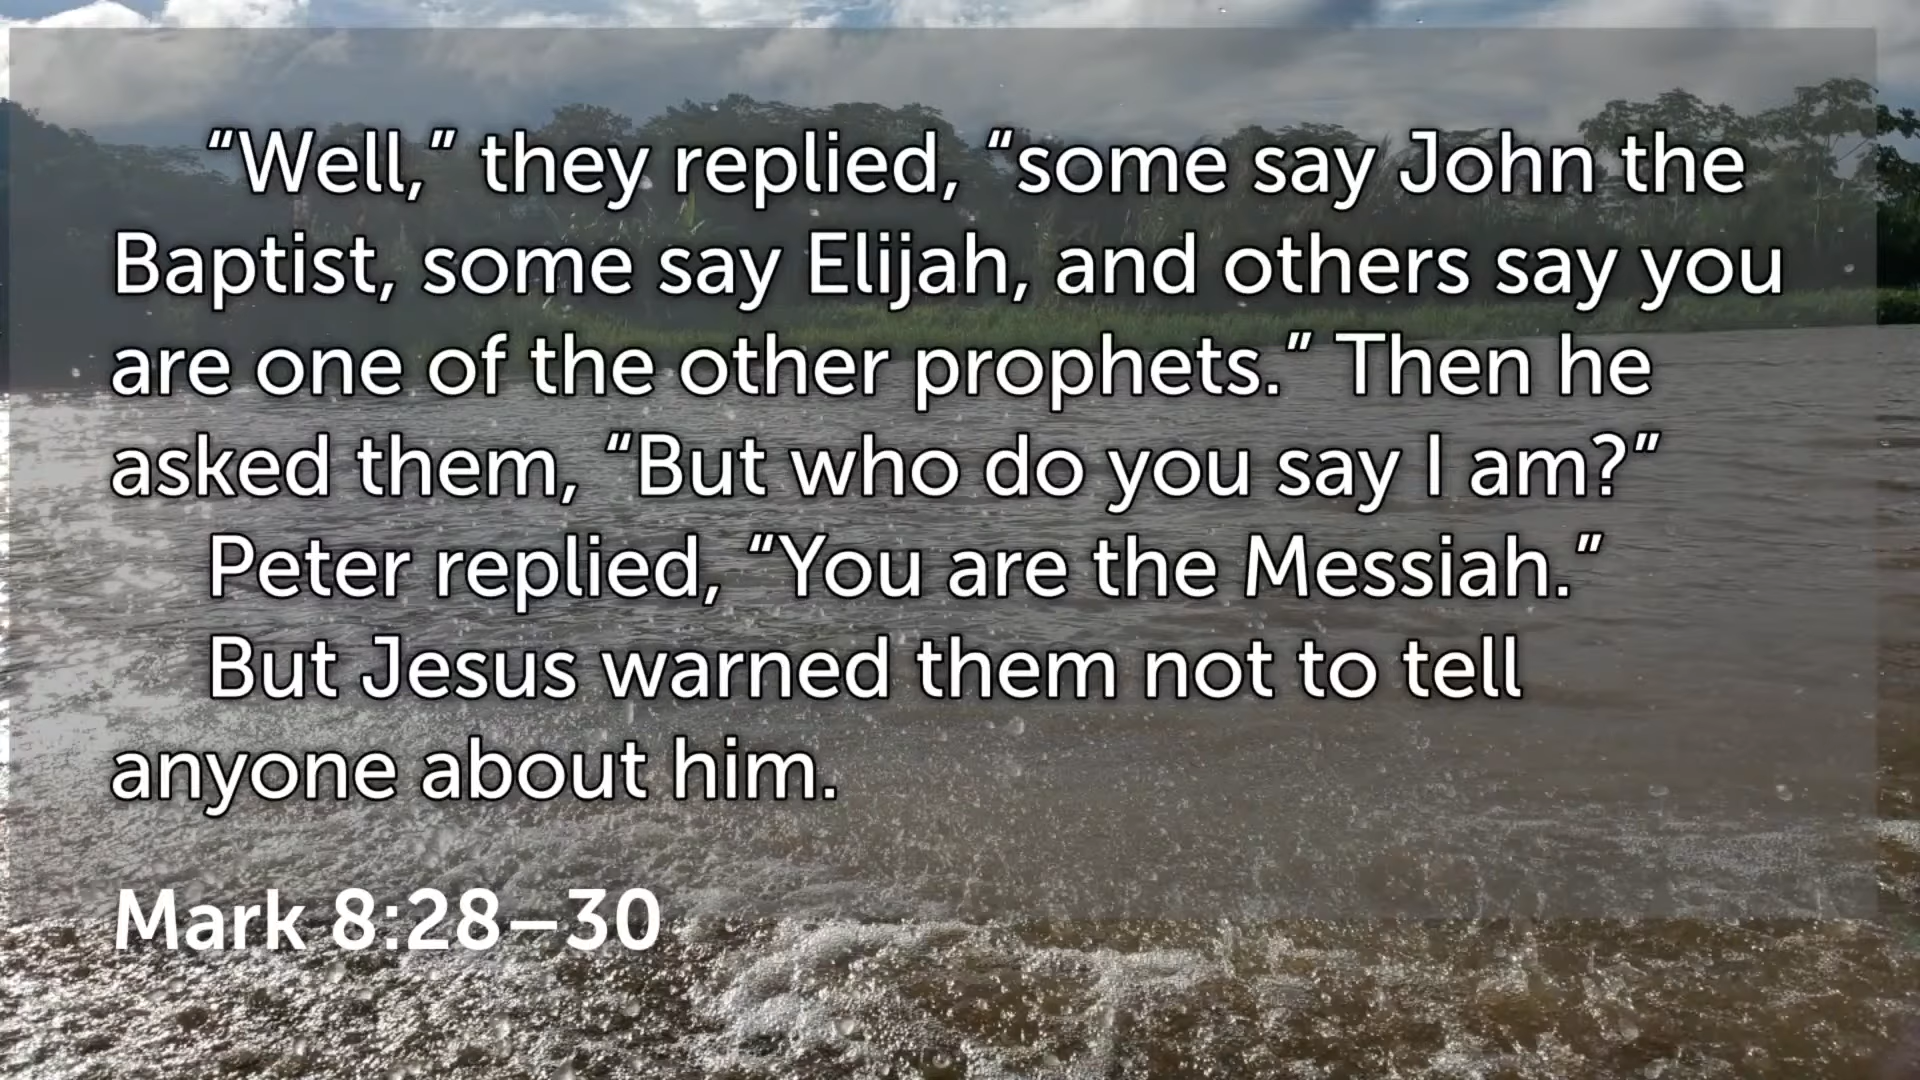 “Well,” they replied, “some say John the
Baptist, some say Elijah, and others say you
are one of the other prophets.” Then he
asked them, “But who do you say I am?”
Peter replied, “You are the Messiah.”
But Jesus warned them not to tell
anyone about him.
Mark 8:28–30